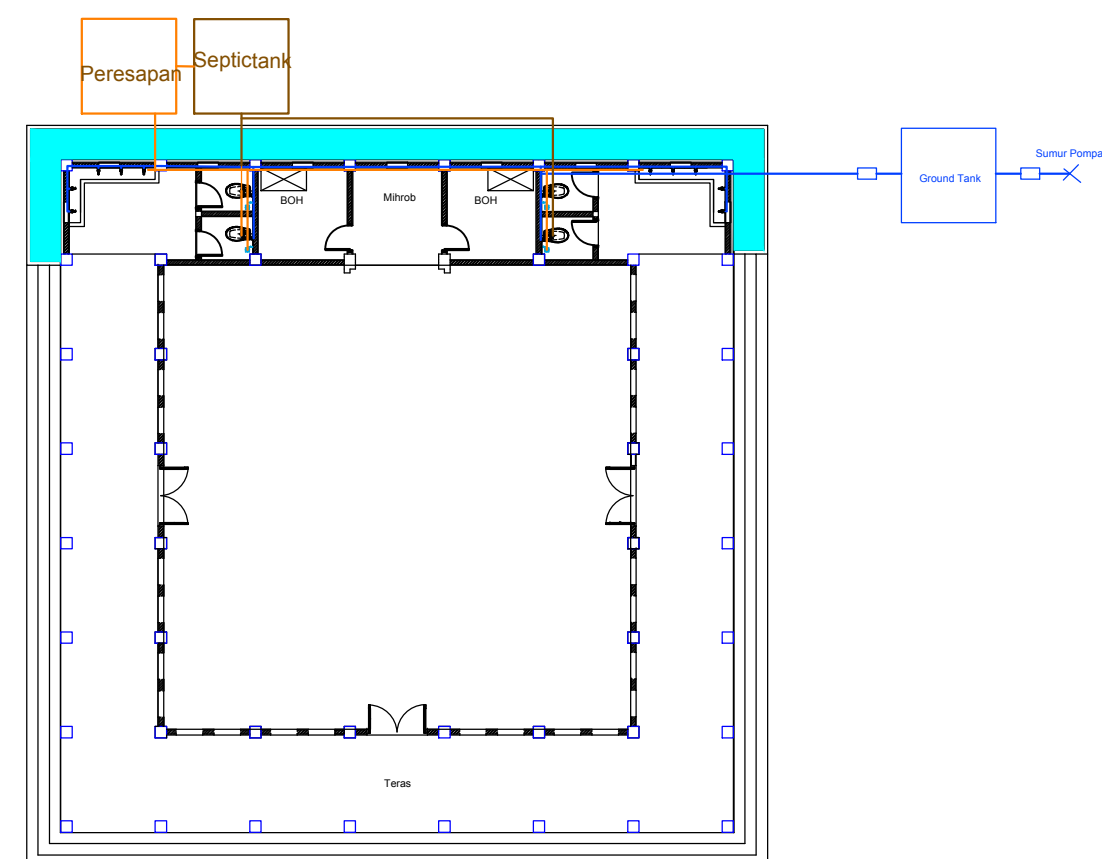 Peresapan
Septictank
Sumur Pompa
Ground Tank
BOH
Mihrob
BOH
Teras